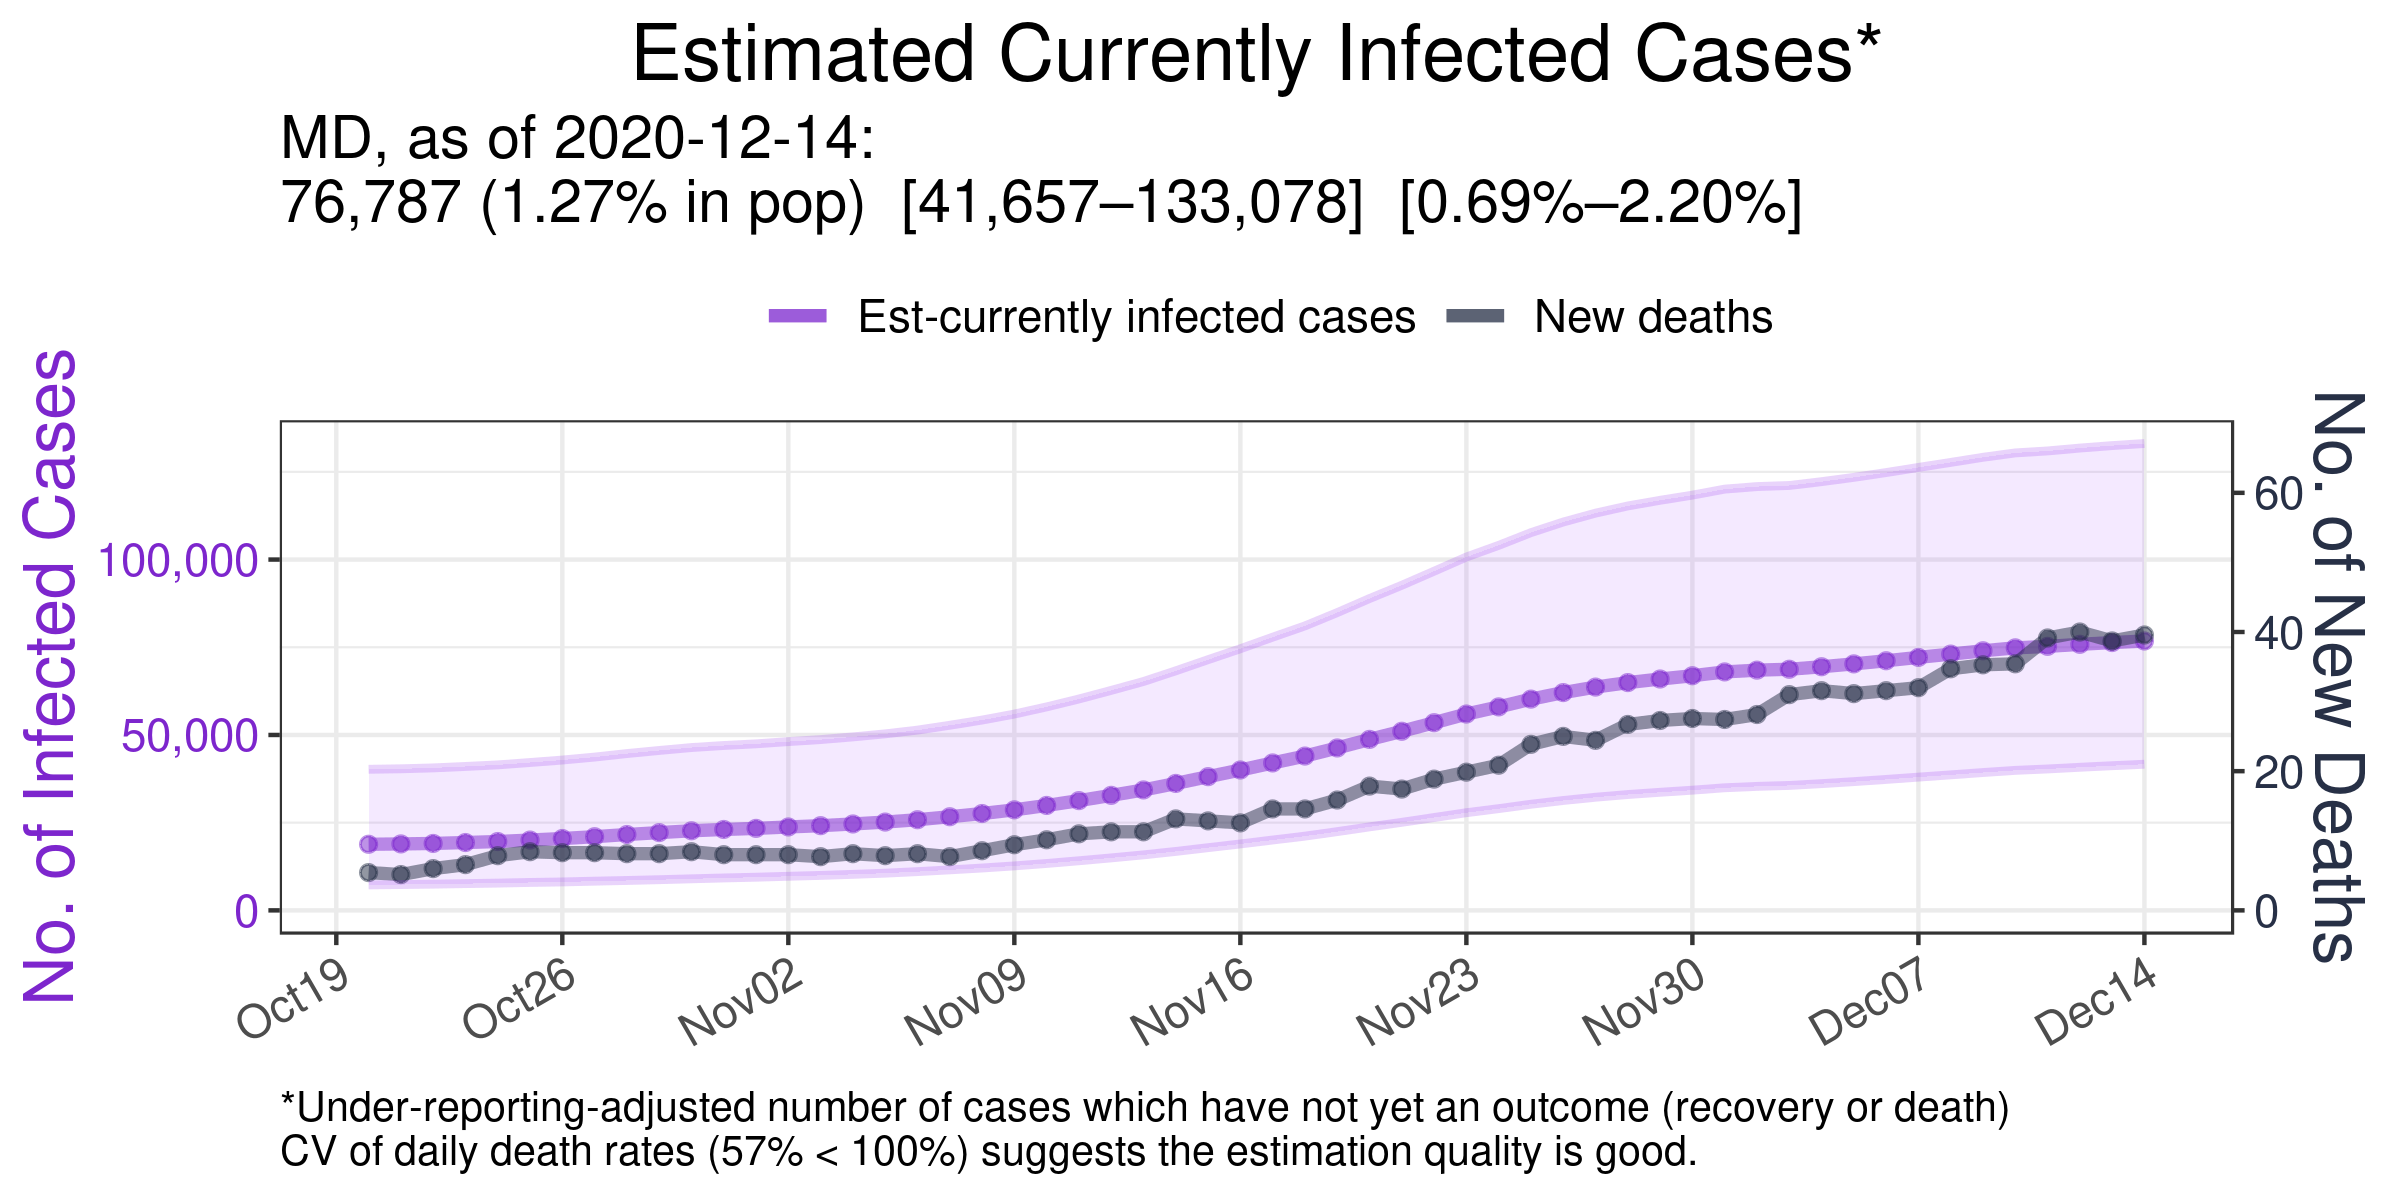 Estimated Currently Infected Cases*
MD, as of 2020-12-14:
76,787 (1.27% in pop)  [41,657–133,078]  [0.69%–2.20%]
Est-currently infected cases
New deaths
No. of Infected Cases
100,000
50,000
0
No. of New Deaths
60
40
20
0
Oct19
Oct26
Nov02
Nov09
Nov16
Nov23
Nov30
Dec07
Dec14
*Under-reporting-adjusted number of cases which have not yet an outcome (recovery or death)
CV of daily death rates (57% < 100%) suggests the estimation quality is good.